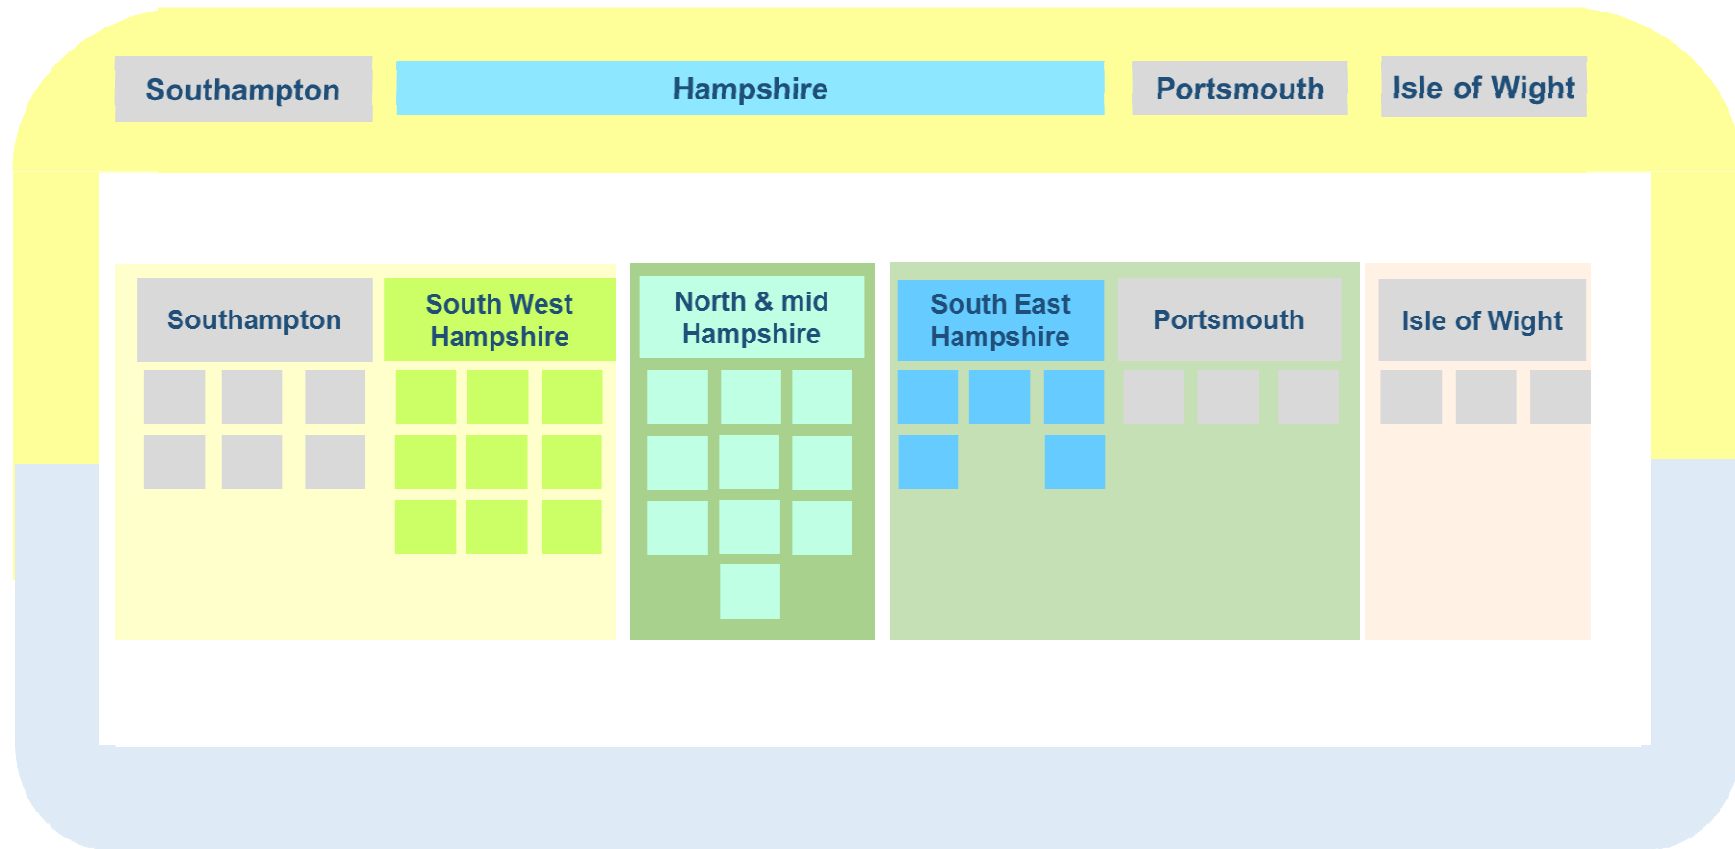 Southampton
Hampshire
Portsmouth
Isle of Wight
Southampton
South West
Hampshire
North & mid
Hampshire
South East
Hampshire
Portsmouth
Isle of Wight